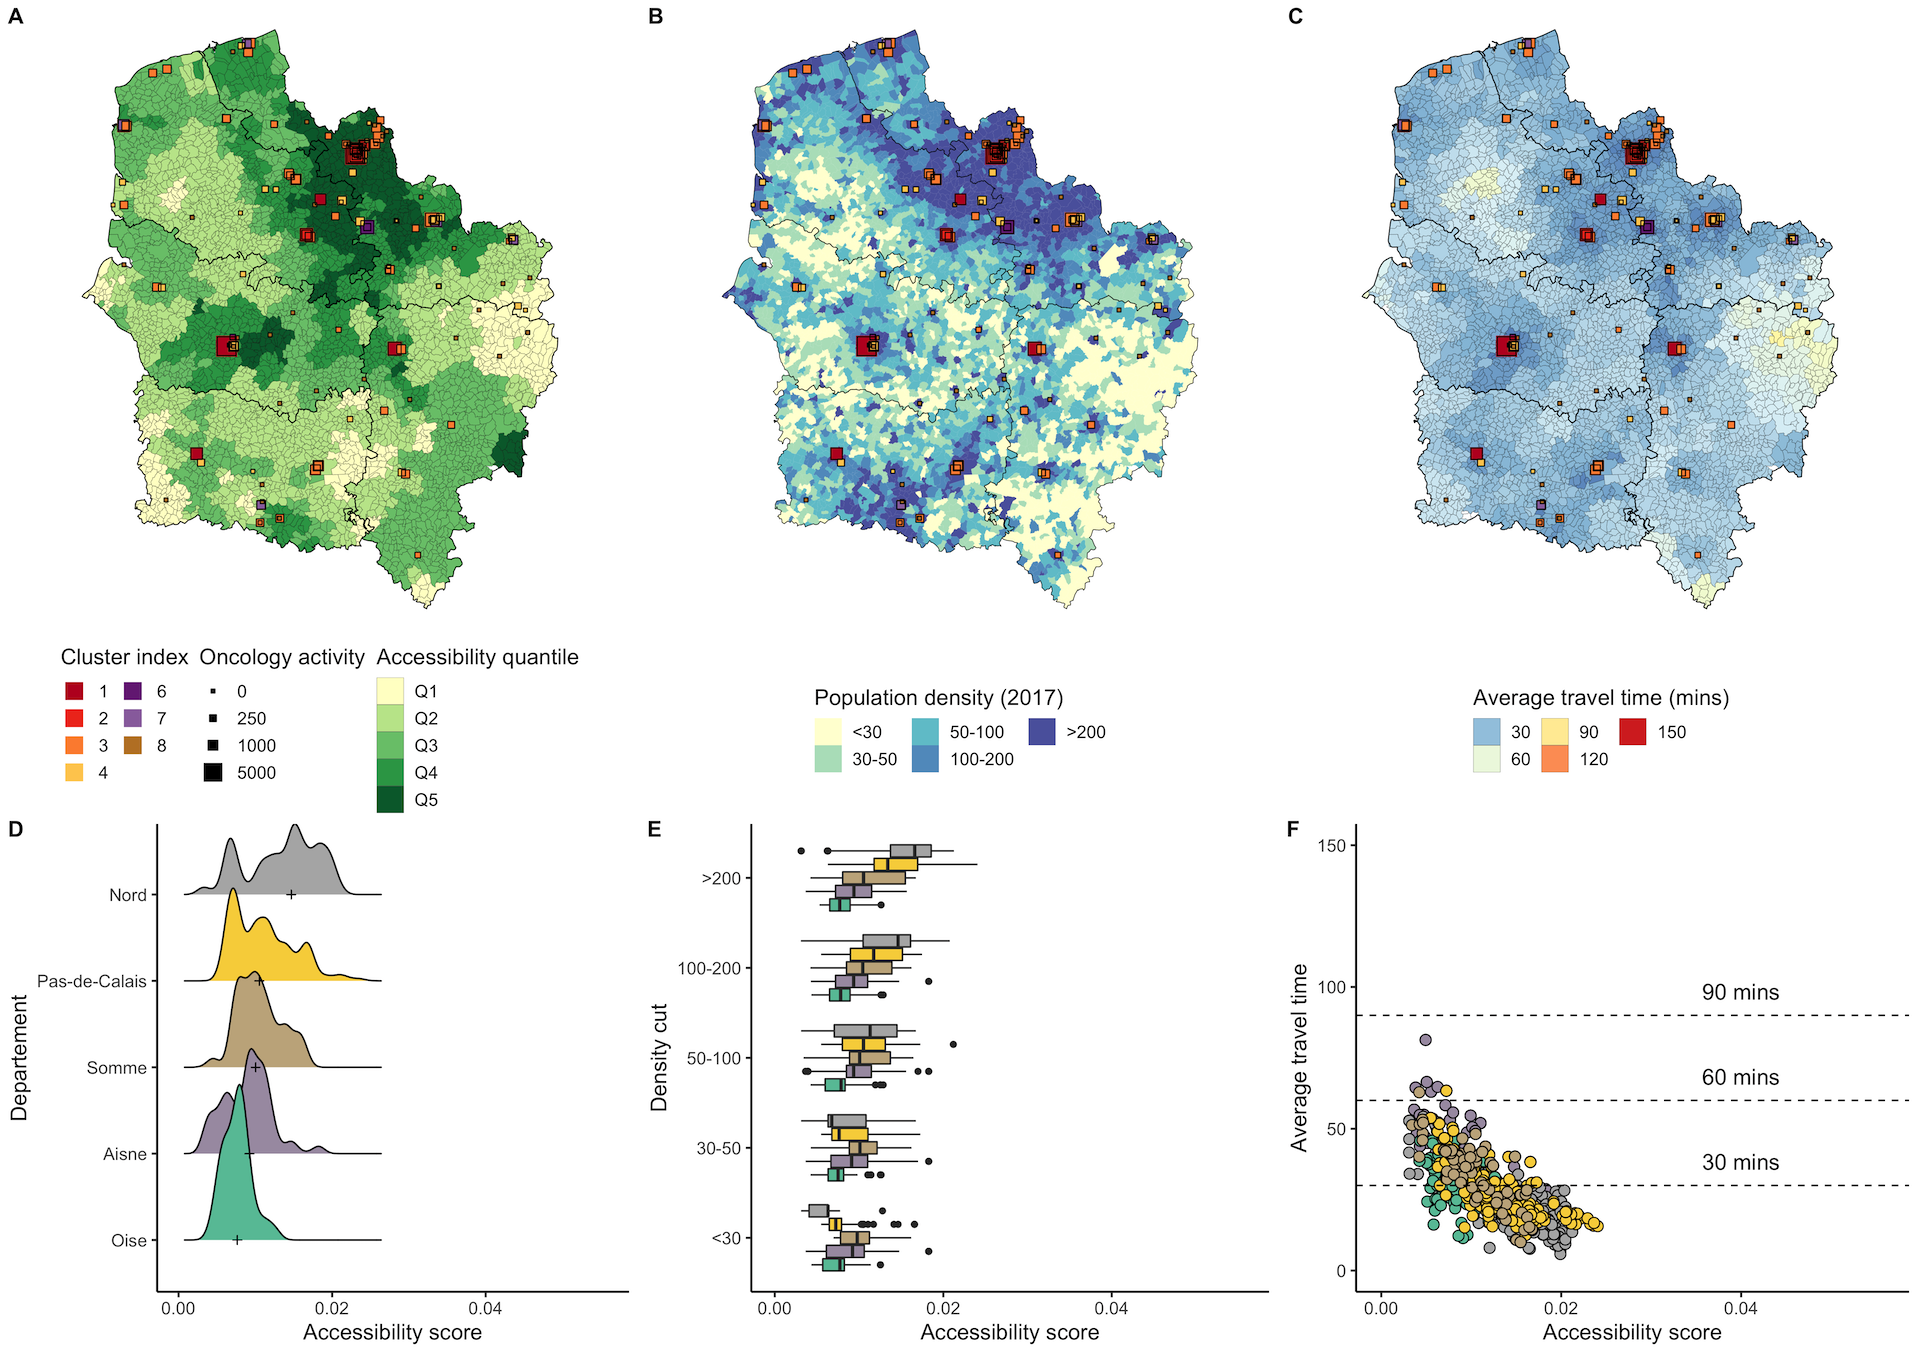 A
B
C
Cluster index
1
2
3
4
6
7
8
Oncology activity
0
250
1000
5000
Accessibility quantile
Q1
Q2
Q3
Q4
Q5
Population density (2017)
<30
30-50
50-100
100-200
>200
Average travel time (mins)
30
60
90
120
150
D
Departement
Nord
Pas-de-Calais
Somme
Aisne
Oise
0.00
0.02
0.04
Accessibility score
E
Density cut
>200
100-200
50-100
30-50
<30
0.00
0.02
0.04
Accessibility score
F
Average travel time
150
100
50
0
90 mins
60 mins
30 mins
0.00
0.02
0.04
Accessibility score